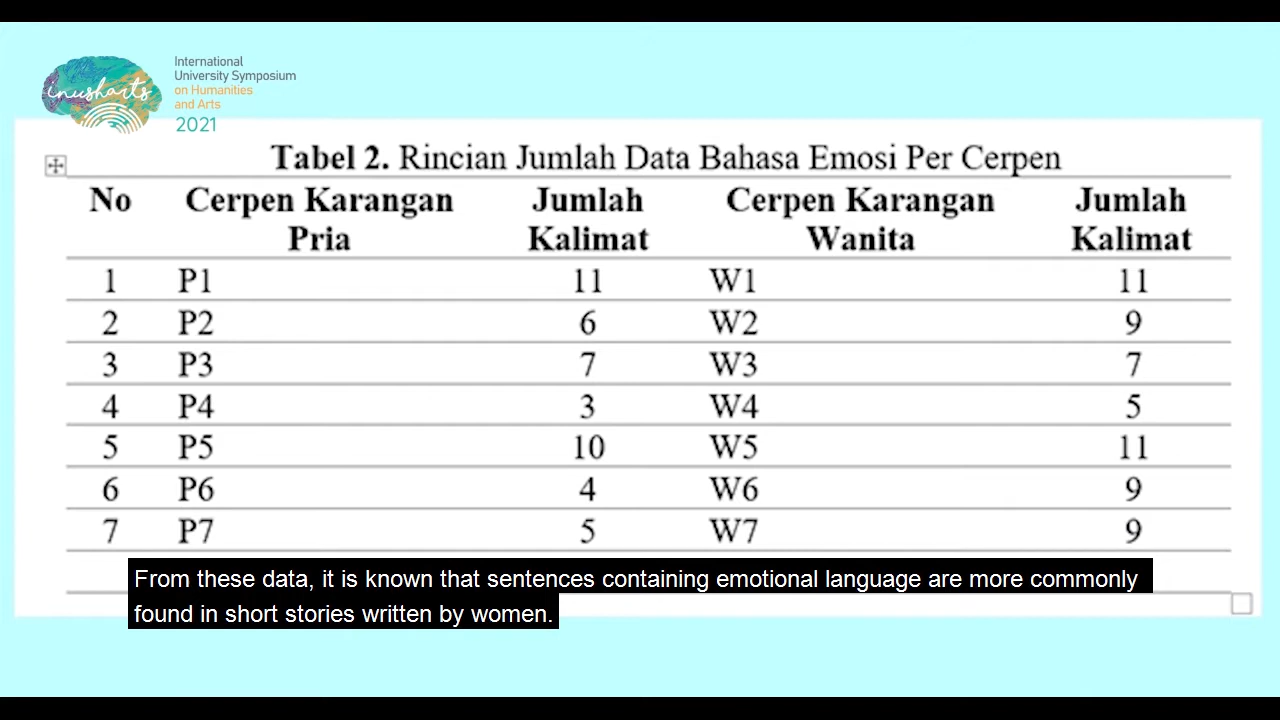 inusharts
International
University Symposium
on Humanities
and Arts
2021
Tabel 2. Rincian Jumlah Data Bahasa Emosi Per Cerpen
No Cerpen Karangan Pria Jumlah Kalimat Cerpen Karangan Wanita Jumlah Kalimat
1 P1 11 W1 11
2 P2 6 W2 9
3 P3 7 W3 7
4 P4 3 W4 5
5 P5 10 W5 11
6 P6 4 W6 9
7 P7 5 W7 9
From these data, it is known that sentences containing emotional language are more commonly
found in short stories written by women.